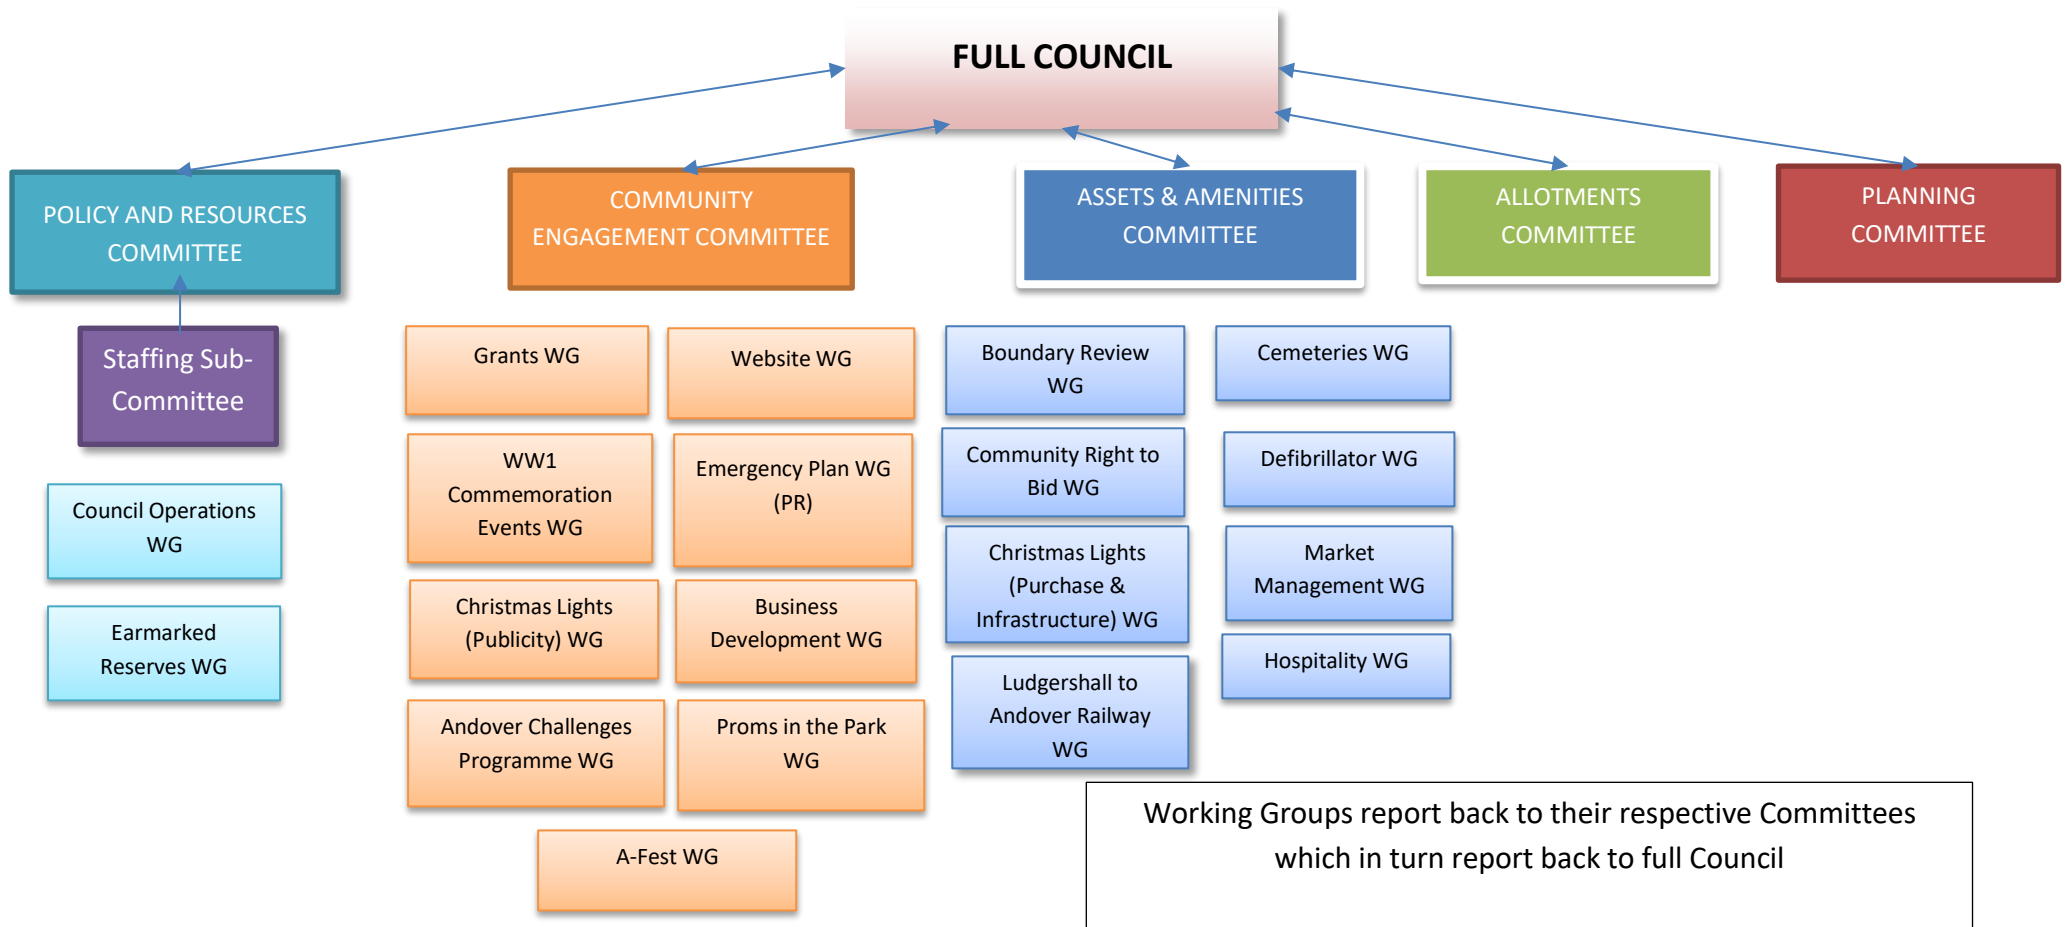 FULL COUNCIL
POLICY AND RESOURCES
COMMITTEE
COMMUNITY
ENGAGEMENT COMMITTEE
ASSETS & AMENITIES
COMMITTEE
ALLOTMENTS
COMMITTEE
PLANNING
COMMITTEE
Staffing Sub-
Committee
Council Operations
WG
Earmarked
Reserves WG
Grants WG
Website WG
WW1
Commemoration
Events WG
Emergency Plan WG
(PR)
Christmas Lights
(Publicity) WG
Business
Development WG
Andover Challenges
Programme WG
Proms in the Park
WG
A-Fest WG
Boundary Review
WG
Cemeteries WG
Community Right to
Bid WG
Defibrillator WG
Christmas Lights
(Purchase &
Infrastructure) WG
Market
Management WG
Ludgershall to
Andover Railway
WG
Hospitality WG
Working Groups report back to their respective Committees
which in turn report back to full Council